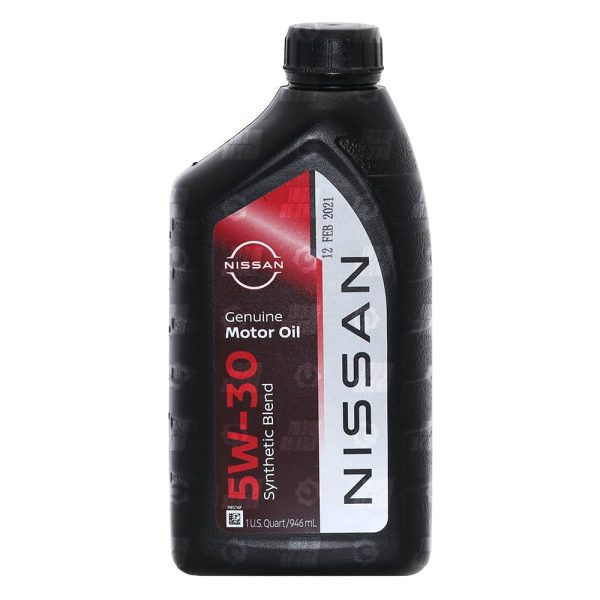 12 FEB 2021
NISSAN
NISSAN
Genuine
Motor Oil
5W-30
Synthetic Blend
1 U.S. Quart/946 mL